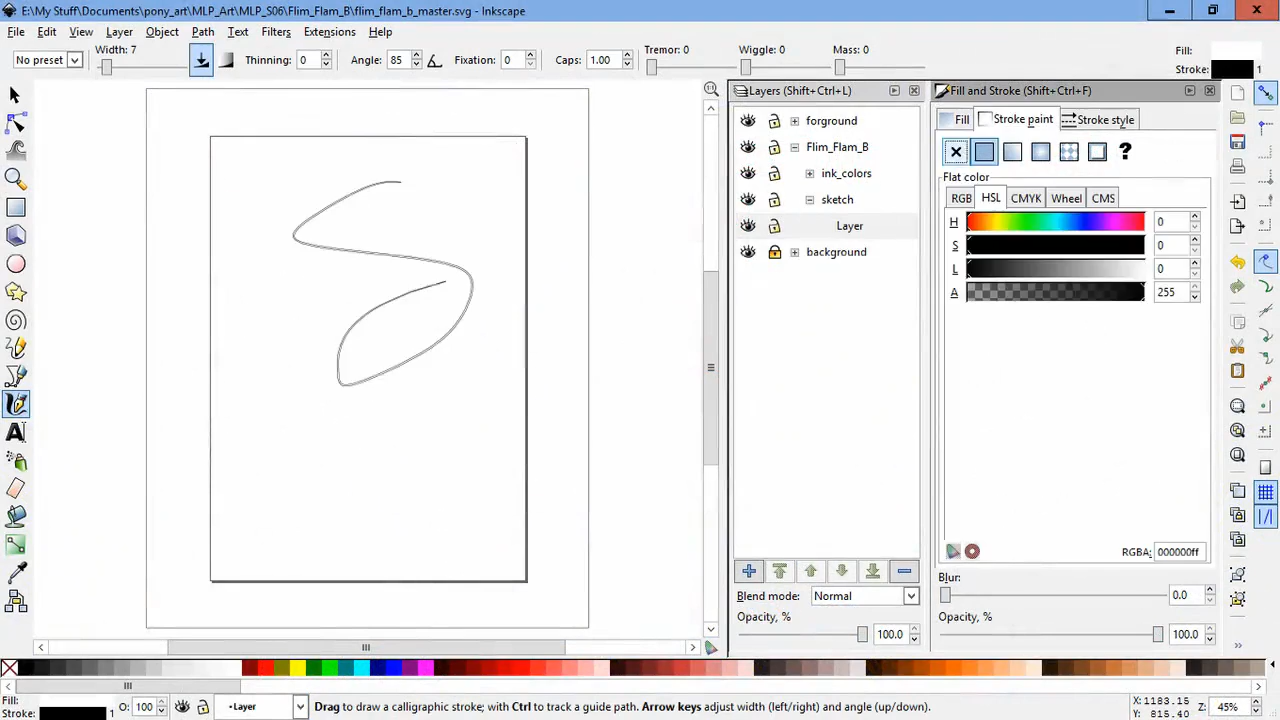 E:\My Stuff\Documents\pony_art\MLP_Art\MLP_S06\Flim_Flam_B\flim_flam_b_master.svg - Inkscape
File Edit View Layer Object Path Text Filters Extensions Help
No preset Width: 7 Thinning: 0 Angle: 85 Fixation: 0 Caps: 1.00 Tremor: 0 Wiggle: 0 Mass: 0 Fill:
Stroke: 1
Layers (Shift+Ctrl+L) Fill and Stroke (Shift+Ctrl+F)
forground Fill Stroke paint Stroke style
Flim_Flam_B ?
ink_colors Flat color
sketch RGB HSL CMYK Wheel CMS
Layer H 0
background S 0
L 0
A 255
RGBA: 000000ff
Blur:
Blend mode: Normal 0.0
Opacity, % Opacity, %
100.0 100.0
Fill:
Stroke: 1 O: 100 •Layer Drag to draw a calligraphic stroke; with Ctrl to track a guide path. Arrow keys adjust width (left/right) and angle (up/down). X: 1183.15
Y: 815.40 Z: 45%